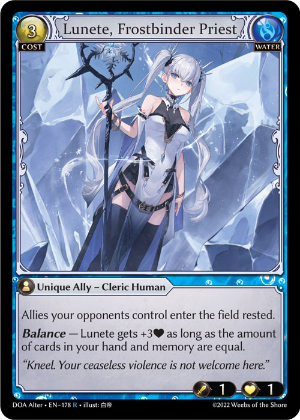 3
COST
Lunete, Frostbinder Priest
WATER
Unique Ally – Cleric Human
Allies your opponents control enter the field rested.
Balance — Lunete gets +3 as long as the amount
of cards in your hand and memory are equal.
“Kneel. Your ceaseless violence is not welcome here.”
1
1
DOA Alter • EN-178 R • illust:
©2022 Weebs of the Shore